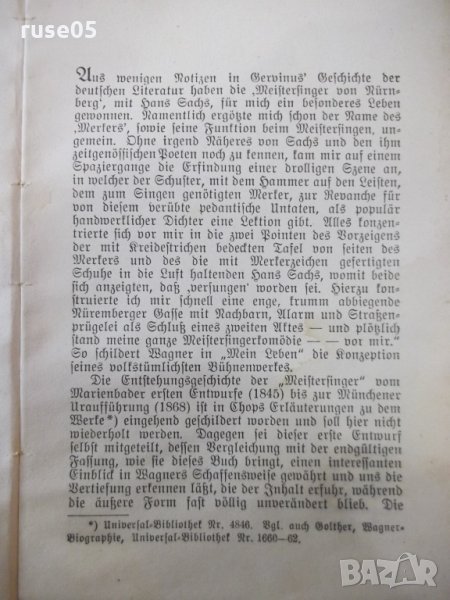 ruse05
Aus wenigen Notizen in Gervinus' Geschichte der
deutschen Literatur haben die ‚Meistersinger von Nürn-
berg', mit Hans Sachs, für mich ein besonderes Leben
gewonnen. Namentlich ergötzte mich schon der Name des
‚Merkers', sowie seine Funktion beim Meistersingen, un-
gemein. Ohne irgend Näheres von Sachs und den ihm
zeitgenössischen Poeten noch zu kennen, kam mir auf einem
Spaziergange die Erfindung einer drolligen Szene an,
in welcher der Schuster, mit dem Hammer auf den Leisten,
dem zum Singen genötigten Merker, zur Revanche für
von diesem verübte pedantische Untaten, als populär
handwerklicher Dichter eine Lektion gibt. Alles konzen-
trierte sich vor mir in die zwei Pointen des Vorzeigens
der mit Kreidestrichen bedeckten Tafel von seiten des
Merkers und des die mit Merkerzeichen gefertigten
Schuhe in die Luft haltenden Hans Sachs, womit beide
sich anzeigten, daß ‚versungen' worden sei. Hierzu kon-
struierte ich mir schnell eine enge, krumm abbiegende
Nüremberger Gasse mit Nachbarn, Alarm und Straßen-
prügelei als Schluß eines zweiten Aktes — und plötzlich
stand meine ganze Meistersingerkomödie — — vor mir.“
So schildert Wagner in „Mein Leben“ die Konzeption
seines volkstümlichsten Bühnenwerkes.
Die Entstehungsgeschichte der „Meistersinger“ vom
Marienbader ersten Entwurfe (1845) bis zur Münchener
Uraufführung (1868) ist in Chops Erläuterungen zu dem
Werke*) eingehend geschildert worden und soll hier nicht
wiederholt werden. Dagegen sei dieser erste Entwurf
selbst mitgeteilt, dessen Vergleichung mit der endgültigen
Fassung, wie sie dieses Buch bringt, einen interessanten
Einblick in Wagners Schaffensweise gewährt und uns die
Vertiefung erkennen läßt, die der Inhalt erfuhr, während
die äußere Form fast völlig unverändert blieb. Die
*) Universal-Bibliothek Nr. 4846. Vgl. auch Golther, Wagner-
Biographie, Universal-Bibliothek Nr. 1660–62.
BAZAR
bg